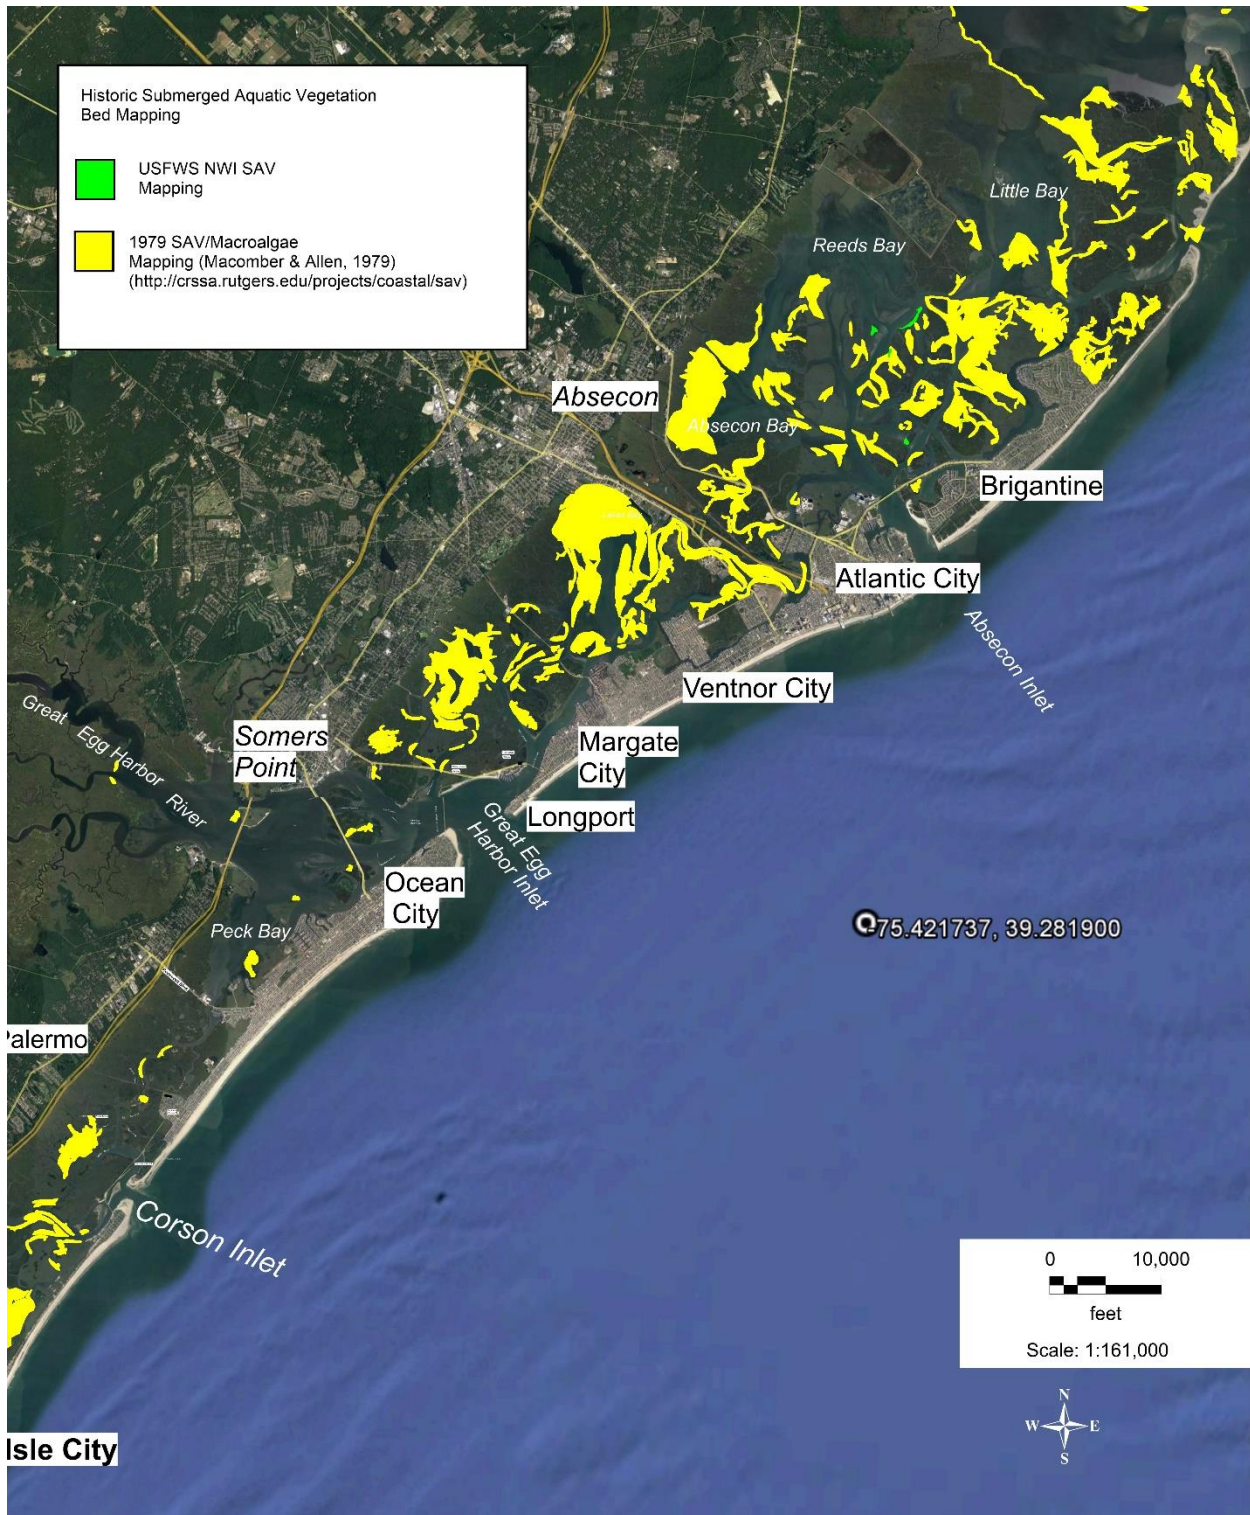 Historic Submerged Aquatic Vegetation
Bed Mapping
USFWS NWI SAV
Mapping
1979 SAV/Macroalgae
Mapping (Macomber & Allen, 1979)
(http://crssa.rutgers.edu/projects/coastal/sav)
Little Bay
Reeds Bay
Absecon
Absecon Bay
Brigantine
Atlantic City
Absecon Inlet
Ventnor City
Great Egg Harbor River
Somers
Point
Margate
City
Longport
Great Egg
Harbor Inlet
Ocean
City
-75.421737, 39.281900
Peck Bay
Palermo
Corson Inlet
0 10,000
feet
Scale: 1:161,000
N
W E
S
Isle City